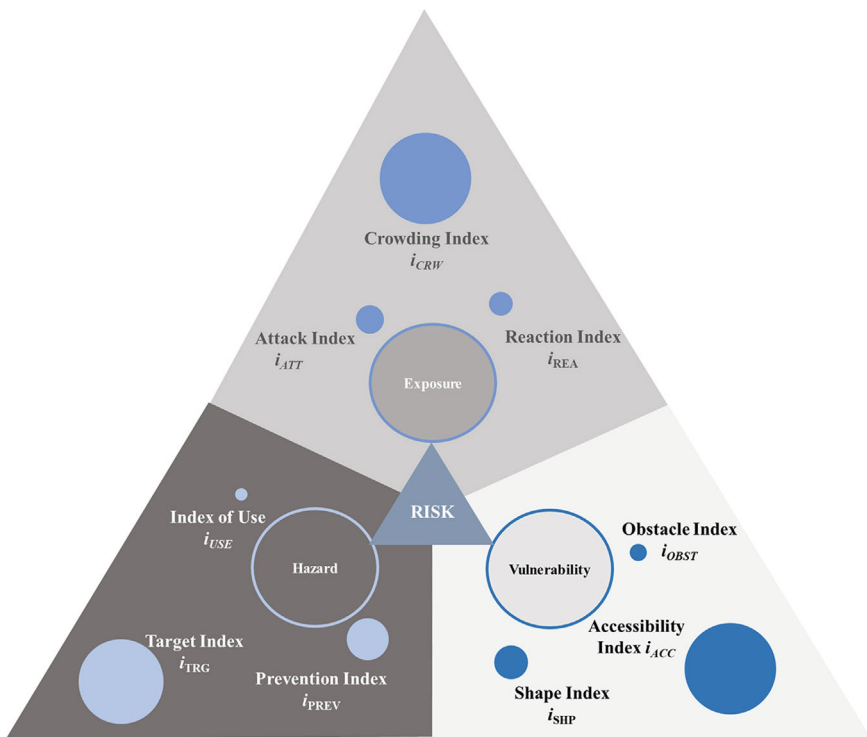 Crowding Index
iCRW
Attack Index
iATT
Reaction Index
iREA
Exposure
RISK
Index of Use
iUSE
Hazard
Target Index
iTRG
Prevention Index
iPREV
Vulnerability
Obstacle Index
iOBST
Accessibility
Index iACC
Shape Index
iSHP